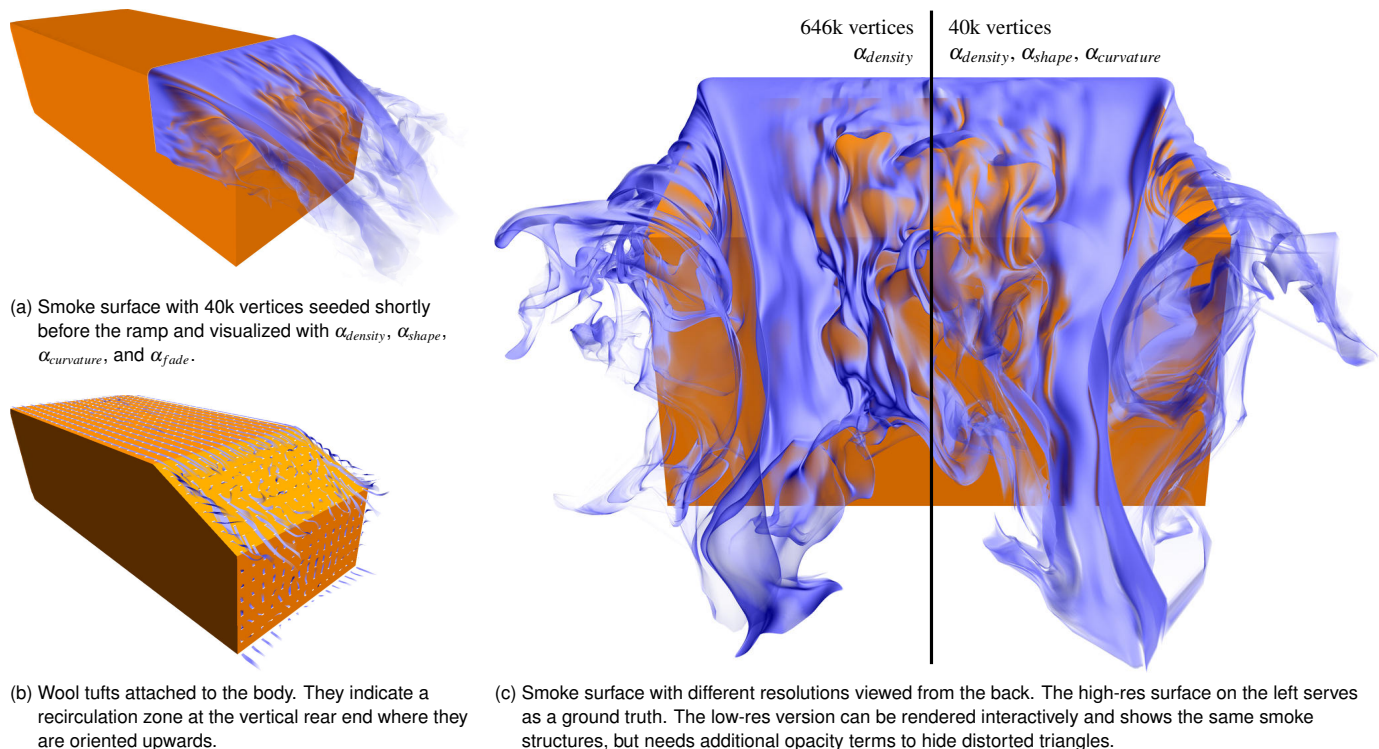 646k vertices
α_density
40k vertices
α_density, α_shape, α_curvature
(a) Smoke surface with 40k vertices seeded shortly
before the ramp and visualized with α_density, α_shape,
α_curvature, and α_fade.
(b) Wool tufts attached to the body. They indicate a
recirculation zone at the vertical rear end where they
are oriented upwards.
(c) Smoke surface with different resolutions viewed from the back. The high-res surface on the left serves
as a ground truth. The low-res version can be rendered interactively and shows the same smoke
structures, but needs additional opacity terms to hide distorted triangles.